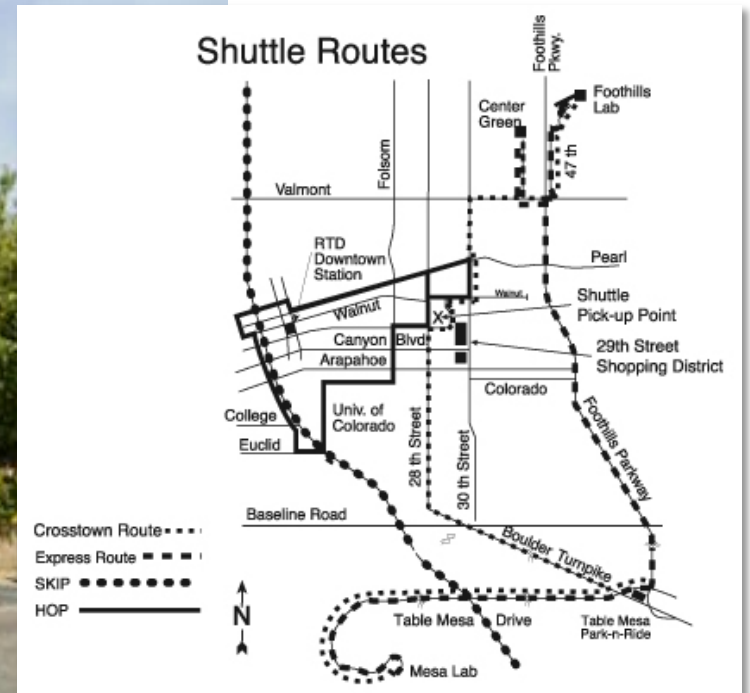 Shuttle Routes
Foothills
Pkwy.
Foothills
Lab
Center
Green
47 th
Folsom
Valmont
RTD
Downtown
Station
Pearl
Walnut
Walnut
Shuttle
Pick-up Point
X
Canyon Blvd
29th Street
Shopping District
Arapahoe
Colorado
College
Univ. of
Colorado
Euclid
28 th Street
30 th Street
Foothills Parkway
Baseline Road
Boulder Turnpike
Crosstown Route
Express Route
SKIP
HOP
N
Table Mesa Drive
Table Mesa
Park-n-Ride
Mesa Lab